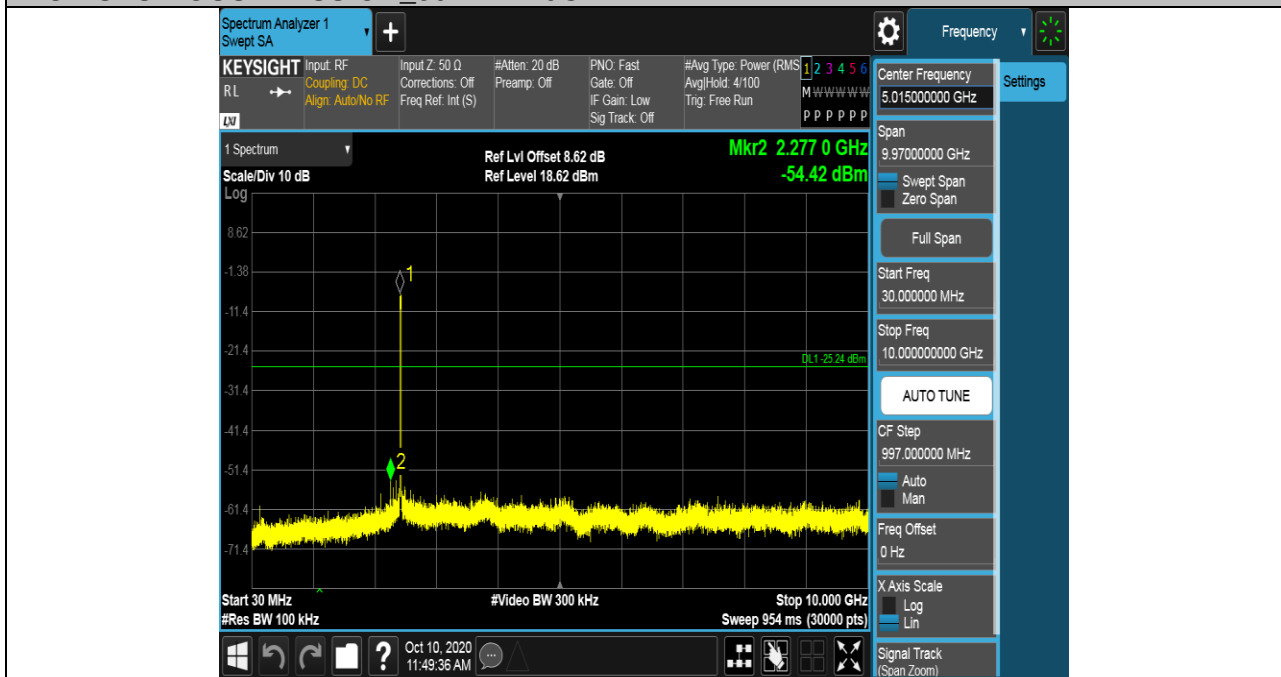 Spectrum Analyzer 1
Swept SA
+
Frequency
KEYSIGHT
RL
LXI
Input: RF
Coupling: DC
Align: Auto/No RF
Input Z: 50 Ω
Corrections: Off
Freq Ref: Int (S)
#Atten: 20 dB
Preamp: Off
PNO: Fast
Gate: Off
IF Gain: Low
Sig Track: Off
#Avg Type: Power (RMS
Avg|Hold: 4/100
Trig: Free Run
1 2 3 4 5 6
M W W W W W
P P P P P P
Center Frequency
5.015000000 GHz
Settings
Span
9.97000000 GHz
Swept Span
Zero Span
Full Span
Start Freq
30.000000 MHz
Stop Freq
10.000000000 GHz
AUTO TUNE
CF Step
997.000000 MHz
Auto
Man
Freq Offset
0 Hz
X Axis Scale
Log
Lin
Signal Track
(Span Zoom)
1 Spectrum
Scale/Div 10 dB
Log
Ref Lvl Offset 8.62 dB
Ref Level 18.62 dBm
Mkr2 2.277 0 GHz
-54.42 dBm
8.62
-1.38
1
-11.4
-21.4
DL1 -25.24 dBm
-31.4
-41.4
2
-51.4
-61.4
-71.4
Start 30 MHz
#Res BW 100 kHz
#Video BW 300 kHz
Stop 10.000 GHz
Sweep 954 ms (30000 pts)
?
Oct 10, 2020
11:49:36 AM